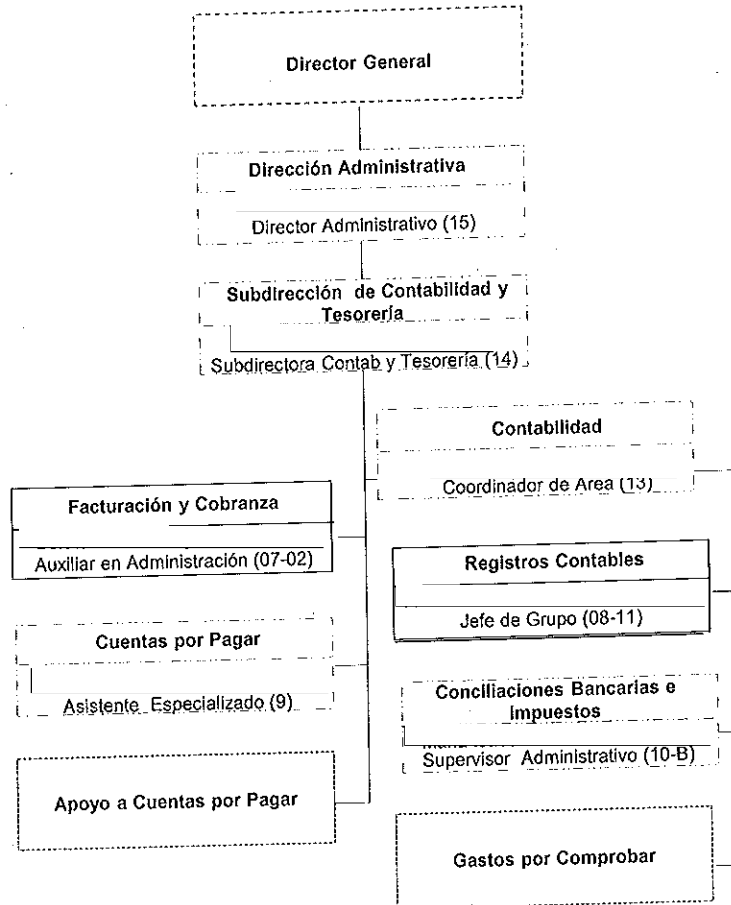 Director General
Dirección Administrativa
Director Administrativo (15)
Subdirección de Contabilidad y
Tesorería
Subdirectora Contab y Tesorería (14)
Contabilidad
Coordinador de Area (13)
Facturación y Cobranza
Auxiliar en Administración (07-02)
Registros Contables
Jefe de Grupo (08-11)
Cuentas por Pagar
Asistente Especializado (9)
Conciliaciones Bancarias e
Impuestos
Supervisor Administrativo (10-B)
Apoyo a Cuentas por Pagar
Gastos por Comprobar